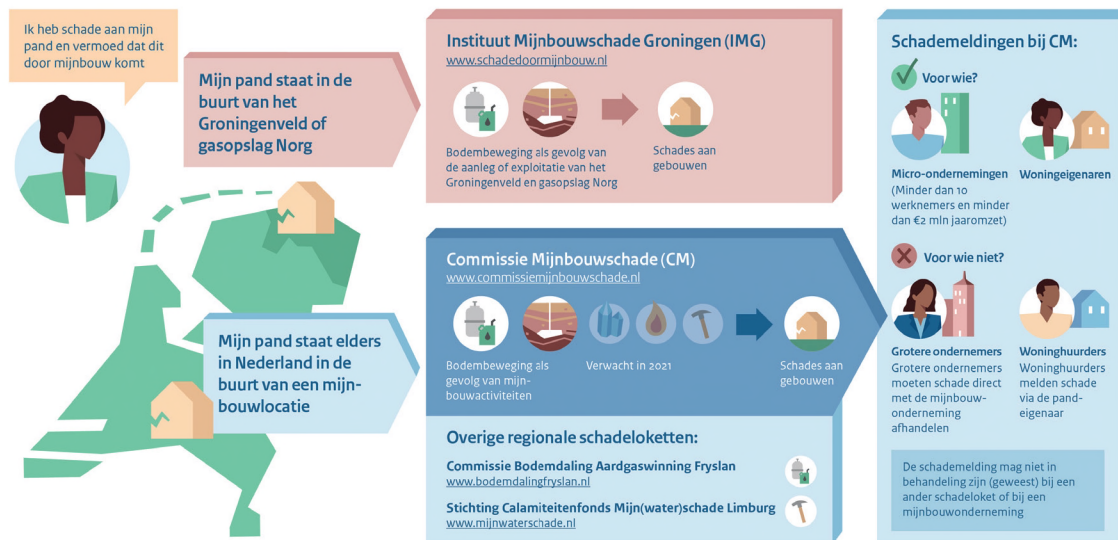 Ik heb schade aan mijn
pand en vermoed dat dit
door mijnbouw komt
Mijn pand staat in de
buurt van het
Groningenveld of
gasopslag Norg
Instituut Mijnbouwschade Groningen (IMG)
www.schadedoormijnbouw.nl
Bodembeweging als gevolg van
de aanleg of exploitatie van het
Groningenveld en gasopslag Norg
Schades aan
gebouwen
Mijn pand staat elders
in Nederland in de
buurt van een mijn-
bouwlocatie
Commissie Mijnbouwschade (CM)
www.commissiemijnbouwschade.nl
Bodembeweging als
gevolg van mijn-
bouwactiviteiten
Verwacht in 2021
Schades aan
gebouwen
Overige regionale schadeloketten:
Commissie Bodemdaling Aardgaswinning Fryslan
www.bodemdalingfryslan.nl
Stichting Calamiteitenfonds Mijn(water)schade Limburg
www.mijnwaterschade.nl
Schademeldingen bij CM:
Voor wie?
Micro-ondernemingen
(Minder dan 10
werknemers en minder
dan €2 mln jaaromzet)
Woningeigenaren
Voor wie niet?
Grotere ondernemers
Grotere ondernemers
moeten schade direct
met de mijnbouw-
onderneming
afhandelen
Woninghuurders
Woninghuurders
melden schade
via de pand-
eigenaar
De schademelding mag niet in
behandeling zijn (geweest) bij een
ander schadeloket of bij een
mijnbouwonderneming